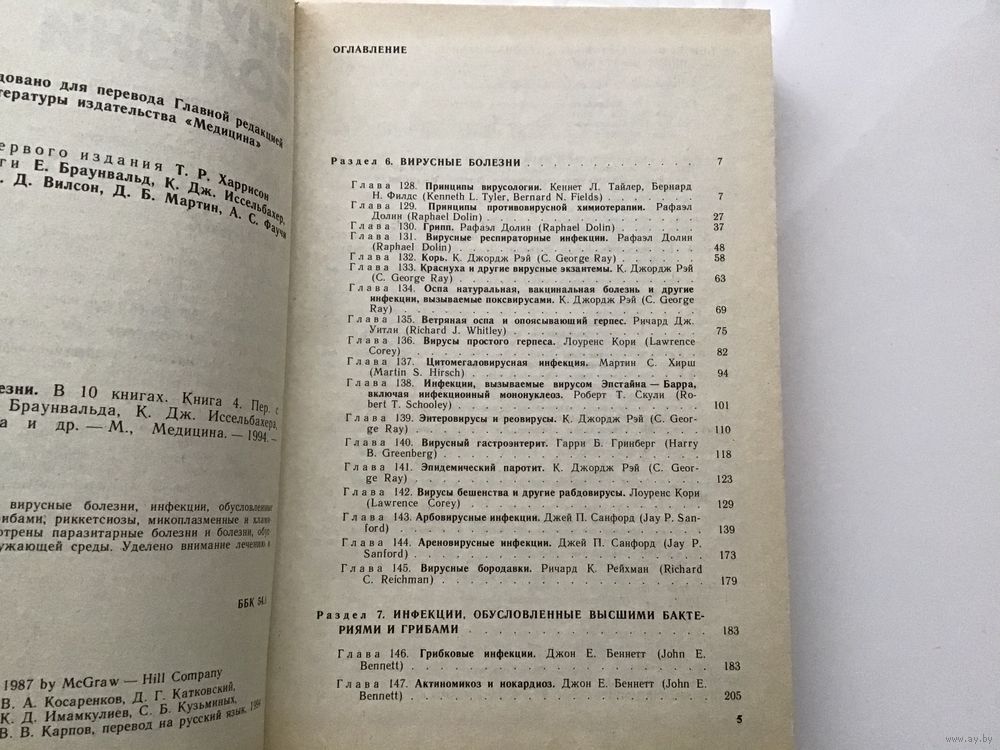 довано для перевода Главной редакцией
тературы издательства «Медицина»
ервого издания Т. Р. Харрисон
ги Е. Браунвальд, К. Дж. Иссельбахер,
. Д. Вилсон, Д. Б. Мартин, А. С. Фаучи
езни. В 10 книгах. Книга 4. Пер. с
Браунвальда, К. Дж. Иссельбахера,
а и др. — М., Медицина. — 1994. —
вирусные болезни, инфекции, обусловленные
ибами, риккетсиозы, микоплазменные и
отрены паразитарные болезни и болезни,
ужающей среды. Уделено внимание лечению и
ББК 54.1
1987 by McGraw — Hill Company
В. А. Косаренков, Д. Г. Катковский,
К. Д. Имамкулиев, С. Б. Кузьминых,
В. В. Карпов, перевод на русский язык, 1994
ОГЛАВЛЕНИЕ
Раздел 6. ВИРУСНЫЕ БОЛЕЗНИ . . . . . . . . . . . 7
Глава 128. Принципы вирусологии. Кеннет Л. Тайлер, Бернард
Н. Филдс (Kenneth L. Tyler, Bernard N. Fields) . . . . . . 7
Глава 129. Принципы противовирусной химиотерапии. Рафаэл
Долин (Raphael Dolin) . . . . . . . . . . . 27
Глава 130. Грипп. Рафаэл Долин (Raphael Dolin) . . . . . 37
Глава 131. Вирусные респираторные инфекции. Рафаэл Долин
(Raphael Dolin) . . . . . . . . . . . 48
Глава 132. Корь. К. Джордж Рэй (C. George Ray) . . . . . 58
Глава 133. Краснуха и другие вирусные экзантемы. К. Джордж Рэй
(C. George Ray) . . . . . . . . . . . 63
Глава 134. Оспа натуральная, вакцинальная болезнь и другие
инфекции, вызываемые поксвирусами. К. Джордж Рэй (C. George
Ray) . . . . . . . . . . . 69
Глава 135. Ветряная оспа и опоясывающий герпес. Ричард Дж.
Уитли (Richard J. Whitley) . . . . . . . . . . 75
Глава 136. Вирусы простого герпеса. Лоуренс Кори (Lawrence
Corey) . . . . . . . . . . . 82
Глава 137. Цитомегаловирусная инфекция. Мартин С. Хирш
(Martin S. Hirsch) . . . . . . . . . . . 94
Глава 138. Инфекции, вызываемые вирусом Эпстайна — Барра,
включая инфекционный мононуклеоз. Роберт Т. Скули (Ro-
bert T. Schooley) . . . . . . . . . . . 101
Глава 139. Энтеровирусы и реовирусы. К. Джордж Рэй (C. Geor-
ge Ray) . . . . . . . . . . . 110
Глава 140. Вирусный гастроэнтерит. Гарри Б. Гринберг (Harry
B. Greenberg) . . . . . . . . . . . 118
Глава 141. Эпидемический паротит. К. Джордж Рэй (C. Geor-
ge Ray) . . . . . . . . . . . 123
Глава 142. Вирусы бешенства и другие рабдовирусы. Лоуренс Кори
(Lawrence Corey) . . . . . . . . . . . 129
Глава 143. Арбовирусные инфекции. Джей П. Санфорд (Jay P. San-
ford) . . . . . . . . . . . 139
Глава 144. Ареновирусные инфекции. Джей П. Санфорд (Jay P.
Sanford) . . . . . . . . . . . 173
Глава 145. Вирусные бородавки. Ричард К. Рейхман (Richard
C. Reichman) . . . . . . . . . . . 179
Раздел 7. ИНФЕКЦИИ, ОБУСЛОВЛЕННЫЕ ВЫСШИМИ БАКТЕ-
РИЯМИ И ГРИБАМИ . . . . . . . . . . . 183
Глава 146. Грибковые инфекции. Джон Е. Беннетт (John E.
Bennett) . . . . . . . . . . . 183
Глава 147. Актиномикоз и нокардиоз. Джон Е. Беннетт (John E.
Bennett) . . . . . . . . . . . 205
5
www.ay.by